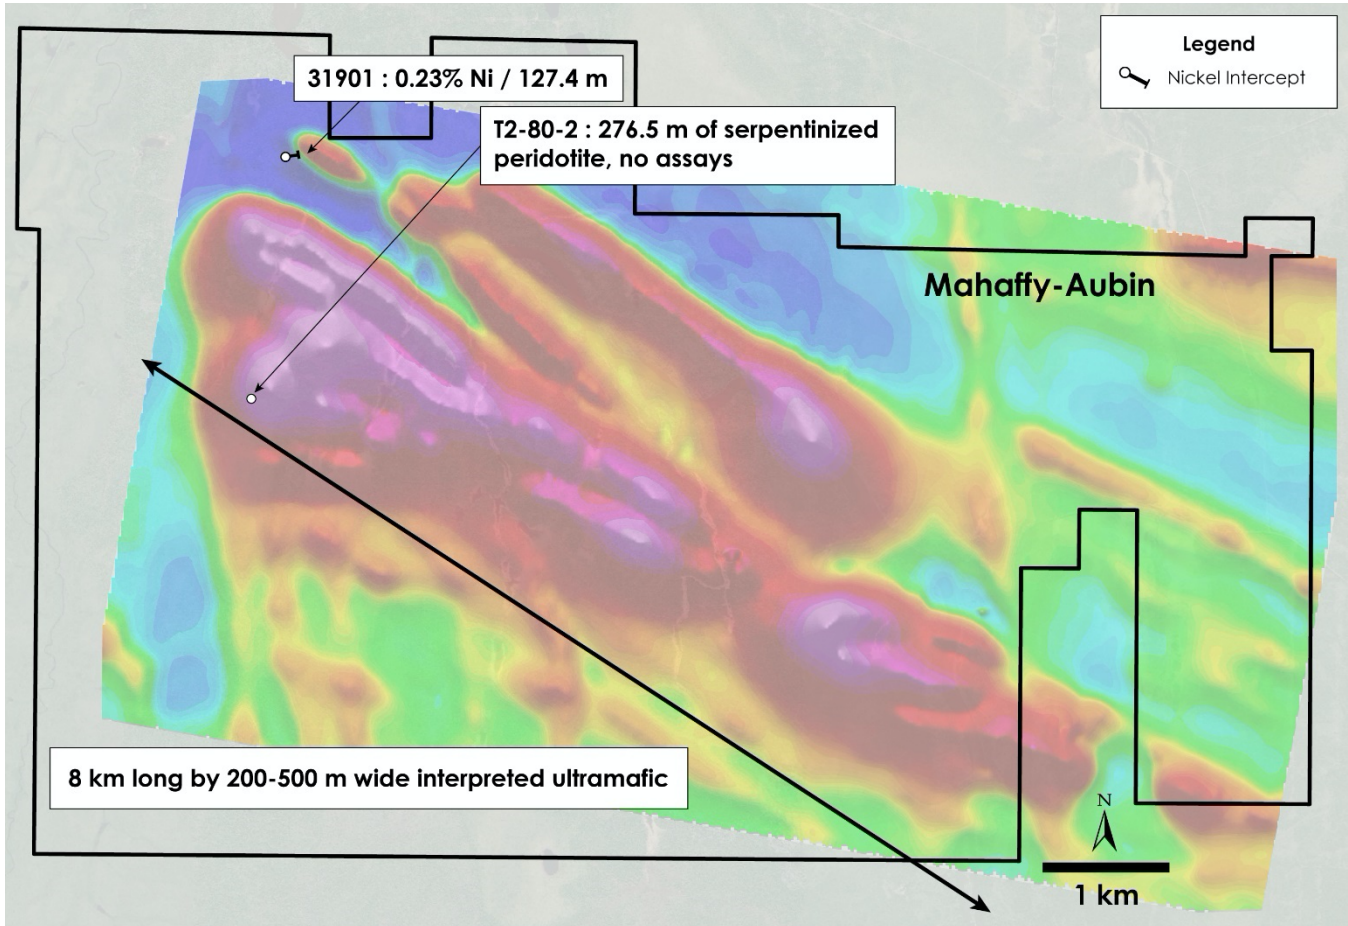 Legend
Nickel Intercept
31901 : 0.23% Ni / 127.4 m
T2-80-2 : 276.5 m of serpentinized
peridotite, no assays
Mahaffy-Aubin
8 km long by 200-500 m wide interpreted ultramafic
N
1 km